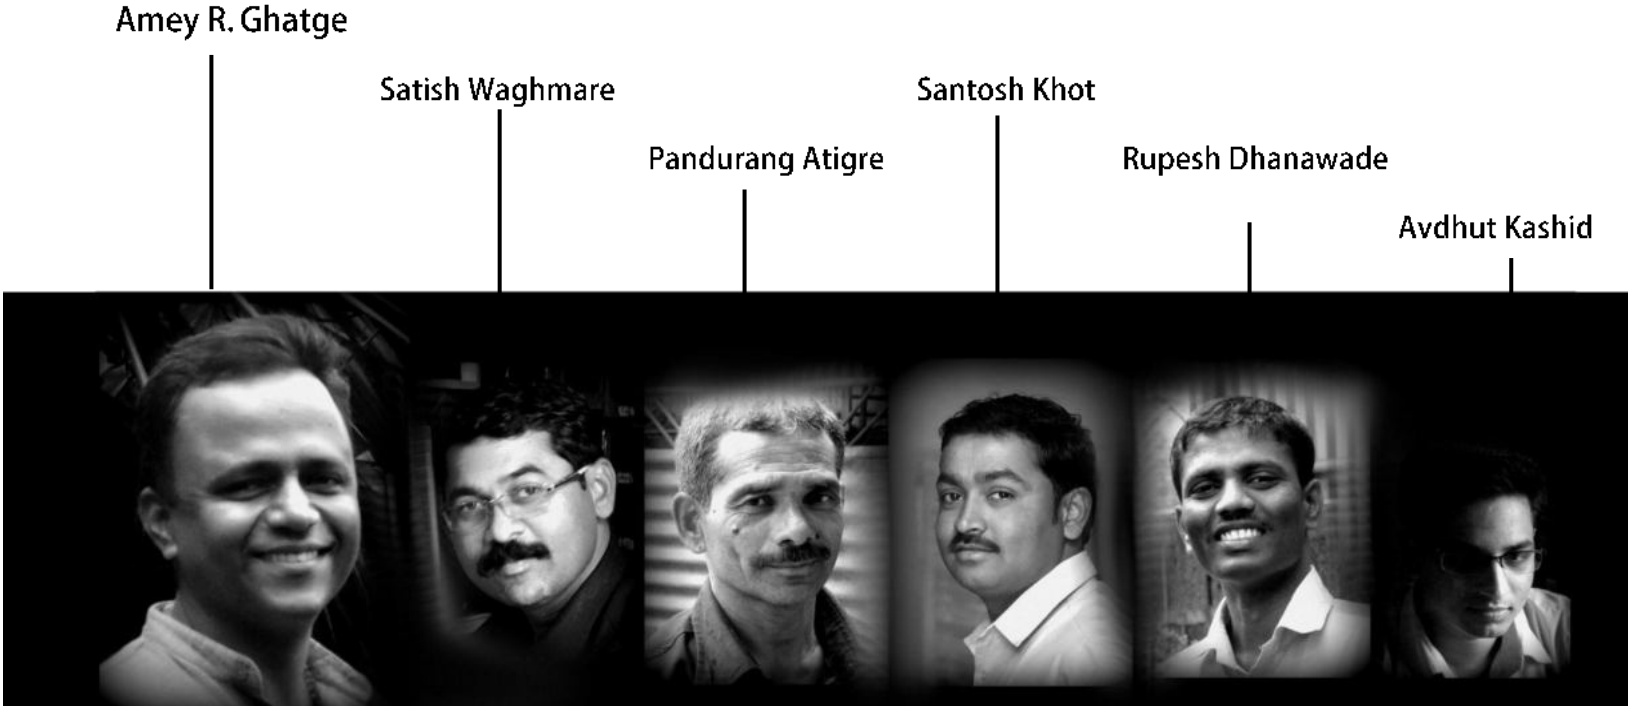 Amey R. Ghatge
Satish Waghmare
Santosh Khot
Pandurang Atigre
Rupesh Dhanawade
Avdhut Kashid